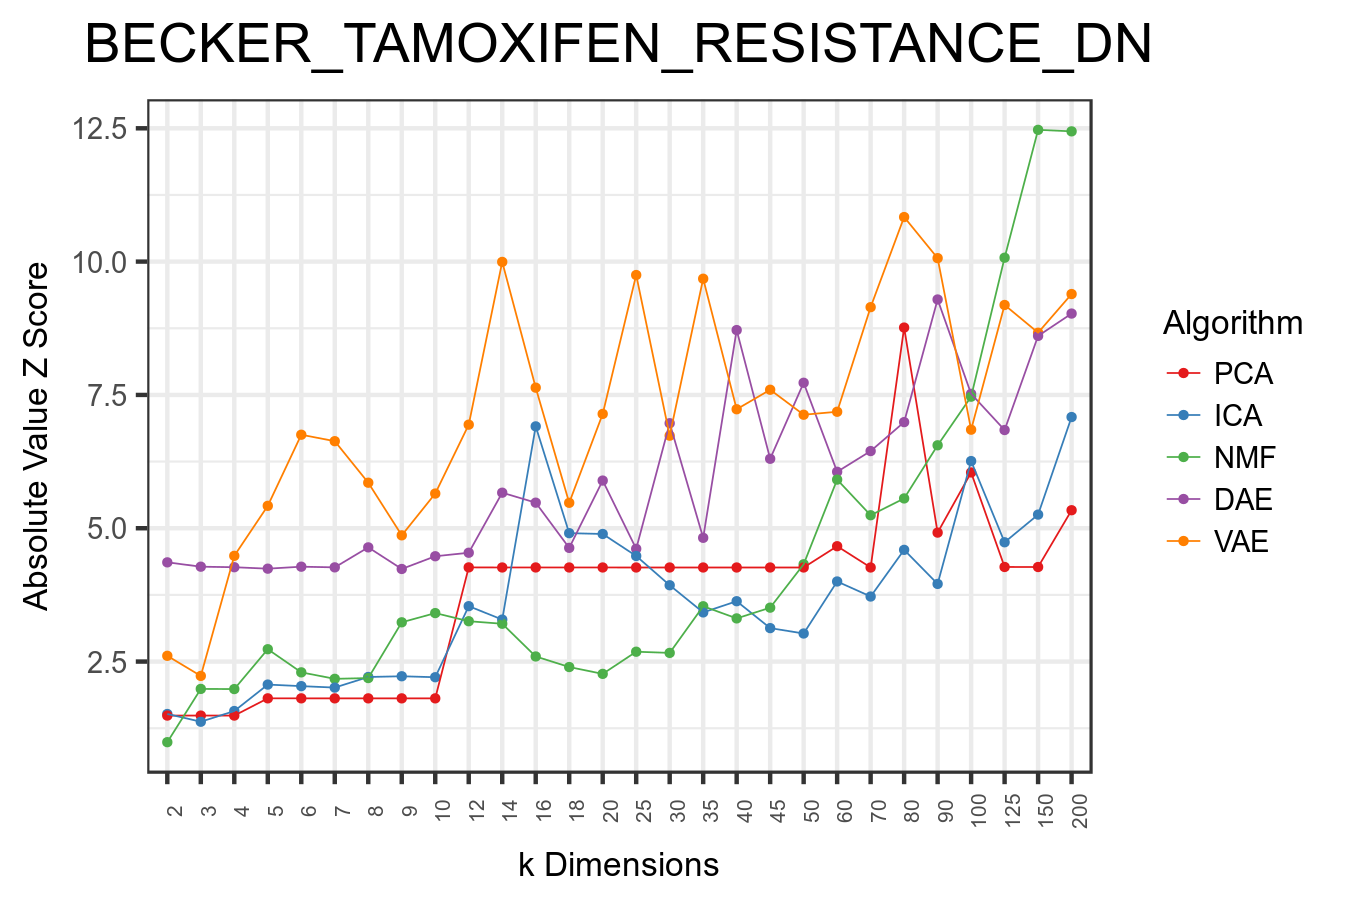 BECKER_TAMOXIFEN_RESISTANCE_DN
Absolute Value Z Score
12.5
10.0
7.5
5.0
2.5
2 3 4 5 6 7 8 9 10 12 14 16 18 20 25 30 35 40 45 50 60 70 80 90 100 125 150 200
k Dimensions
Algorithm
PCA
ICA
NMF
DAE
VAE